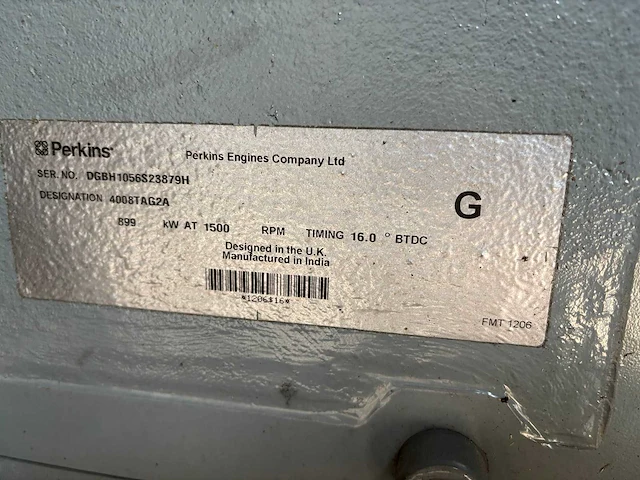 Perkins
Perkins Engines Company Ltd
SER. NO. DGBH1056S23879H
DESIGNATION 4008TAG2A
G
899 kW AT 1500 RPM TIMING 16.0 ° BTDC
Designed in the U.K.
Manufactured in India
*1206$16*
FMT 1206